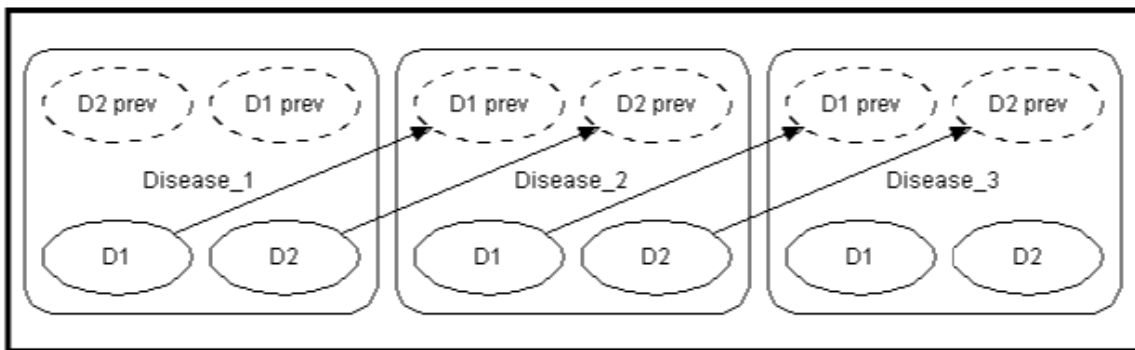 D2 prev D1 prev D1 prev D2 prev D1 prev D2 prev
Disease_1 Disease_2 Disease_3
D1 D2 D1 D2 D1 D2